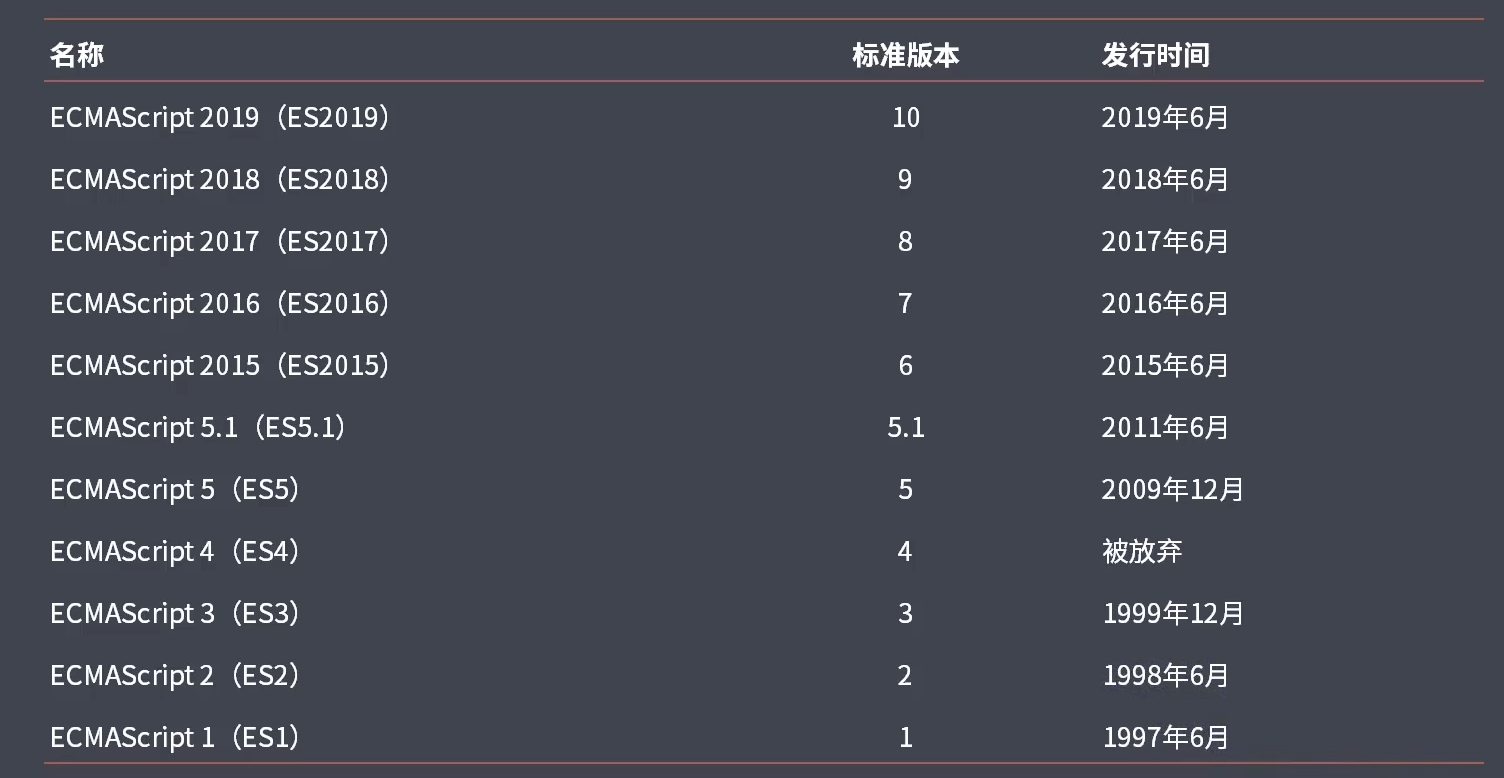 名称 标准版本 发行时间
ECMAScript 2019（ES2019） 10 2019年6月
ECMAScript 2018（ES2018） 9 2018年6月
ECMAScript 2017（ES2017） 8 2017年6月
ECMAScript 2016（ES2016） 7 2016年6月
ECMAScript 2015（ES2015） 6 2015年6月
ECMAScript 5.1（ES5.1） 5.1 2011年6月
ECMAScript 5（ES5） 5 2009年12月
ECMAScript 4（ES4） 4 被放弃
ECMAScript 3（ES3） 3 1999年12月
ECMAScript 2（ES2） 2 1998年6月
ECMAScript 1（ES1） 1 1997年6月